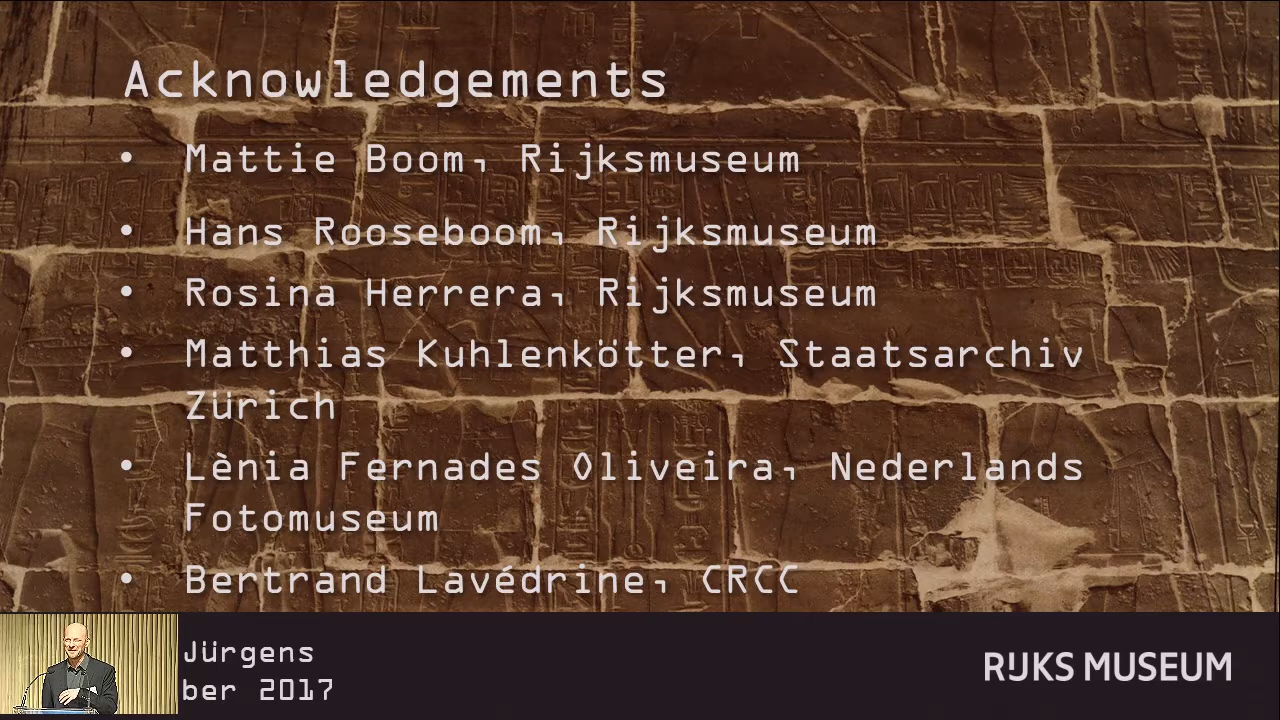 Acknowledgements
• Mattie Boom, Rijksmuseum
• Hans Rooseboom, Rijksmuseum
• Rosina Herrera, Rijksmuseum
• Matthias Kuhlenkötter, Staatsarchiv
Zürich
• Lènia Fernades Oliveira, Nederlands
Fotomuseum
• Bertrand Lavédrine, CRCC
Jürgens
ber 2017
RIJKS MUSEUM